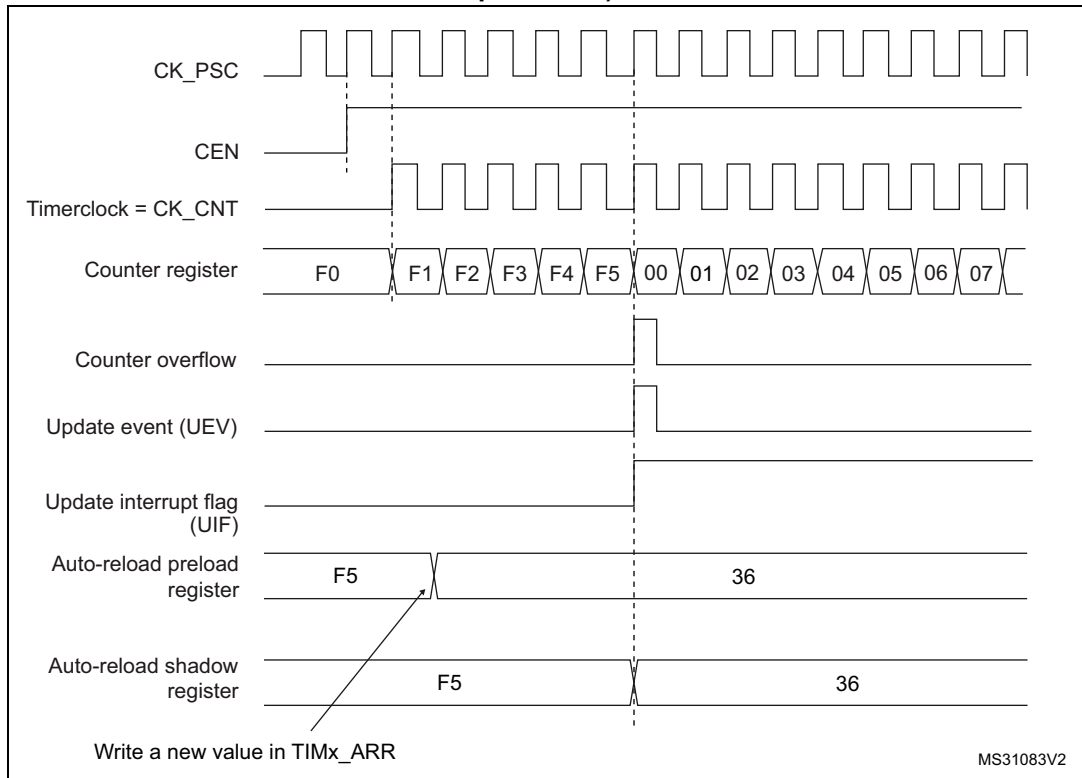 CK_PSC
CEN
Timerclock = CK_CNT
Counter register F0 F1 F2 F3 F4 F5 00 01 02 03 04 05 06 07
Counter overflow
Update event (UEV)
Update interrupt flag
(UIF)
Auto-reload preload
register
F5 36
Auto-reload shadow
register
F5 36
Write a new value in TIMx_ARR
MS31083V2